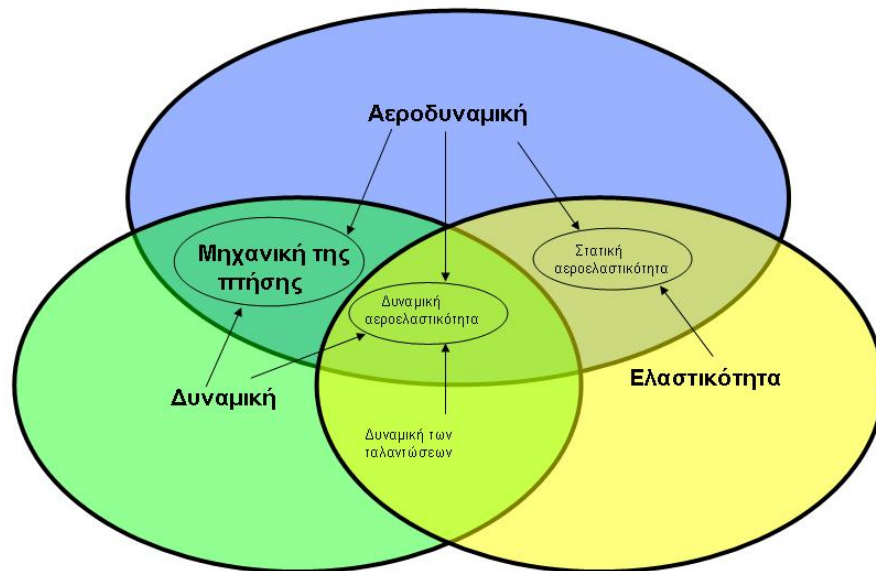 Αεροδυναμική
Μηχανική της
πτήσης
Στατική
αεροελαστικότητα
Δυναμική
αεροελαστικότητα
Δυναμική
Ελαστικότητα
Δυναμική των
ταλαντώσεων